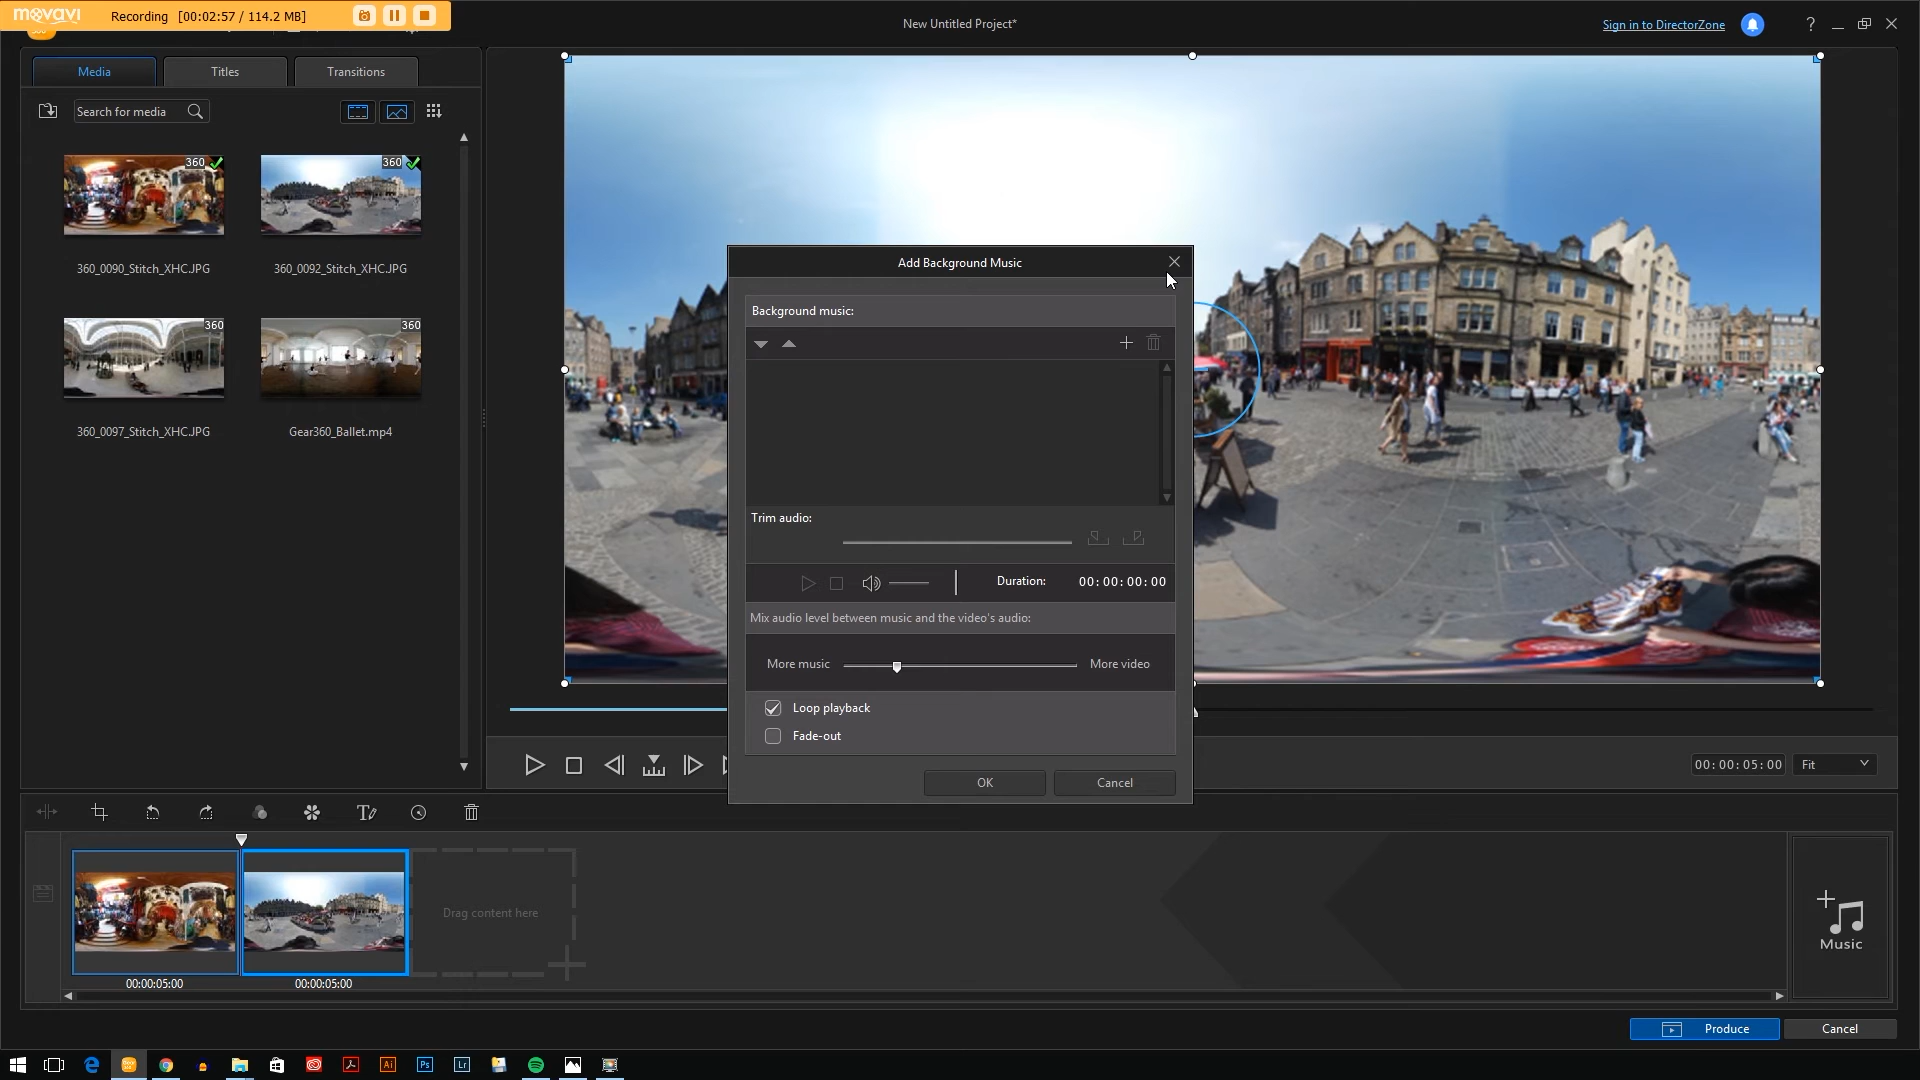 movavi
Recording [00:02:57 / 114.2 MB]
New Untitled Project*
Sign in to DirectorZone
?
Media
Titles
Transitions
Search for media
360
360
360_0090_Stitch_XHC.JPG
360_0092_Stitch_XHC.JPG
360
360
360_0097_Stitch_XHC.JPG
Gear360_Ballet.mp4
Add Background Music
Background music:
Trim audio:
Duration: 00:00:00:00
Mix audio level between music and the video's audio:
More music
More video
Loop playback
Fade-out
OK
Cancel
00:00:05:00
Fit
Drag content here
00:00:05:00
00:00:05:00
Music
Produce
Cancel
Ai
Ps
Lr